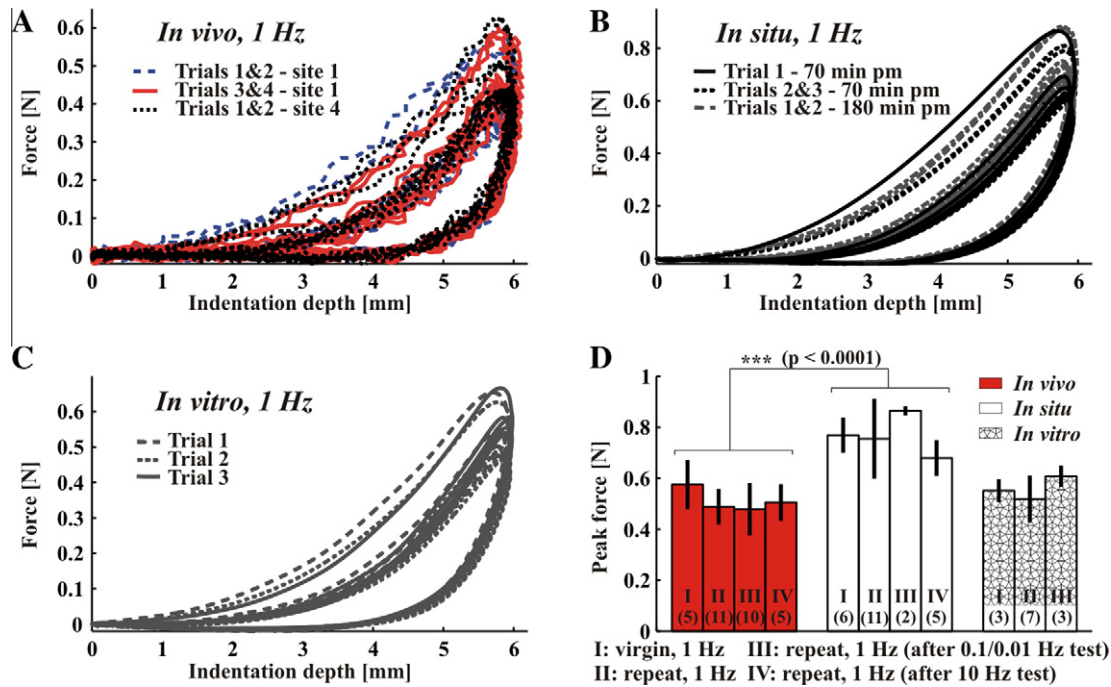 A
In vivo, 1 Hz
Trials 1&2 - site 1
Trials 3&4 - site 1
Trials 1&2 - site 4
Force [N]
0.6
0.5
0.4
0.3
0.2
0.1
0
0 1 2 3 4 5 6
Indentation depth [mm]
B
In situ, 1 Hz
Trial 1 - 70 min pm
Trials 2&3 - 70 min pm
Trials 1&2 - 180 min pm
Force [N]
0.8
0.6
0.4
0.2
0
0 1 2 3 4 5 6
Indentation depth [mm]
C
In vitro, 1 Hz
Trial 1
Trial 2
Trial 3
Force [N]
0.6
0.5
0.4
0.3
0.2
0.1
0
0 1 2 3 4 5 6
Indentation depth [mm]
D
*** (p < 0.0001)
In vivo
In situ
In vitro
Peak force [N]
1
0.8
0.6
0.4
0.2
0
I II III IV I II III IV I II III
(5) (11) (10) (5) (6) (11) (2) (5) (3) (7) (3)
I: virgin, 1 Hz III: repeat, 1 Hz (after 0.1/0.01 Hz test)
II: repeat, 1 Hz IV: repeat, 1 Hz (after 10 Hz test)